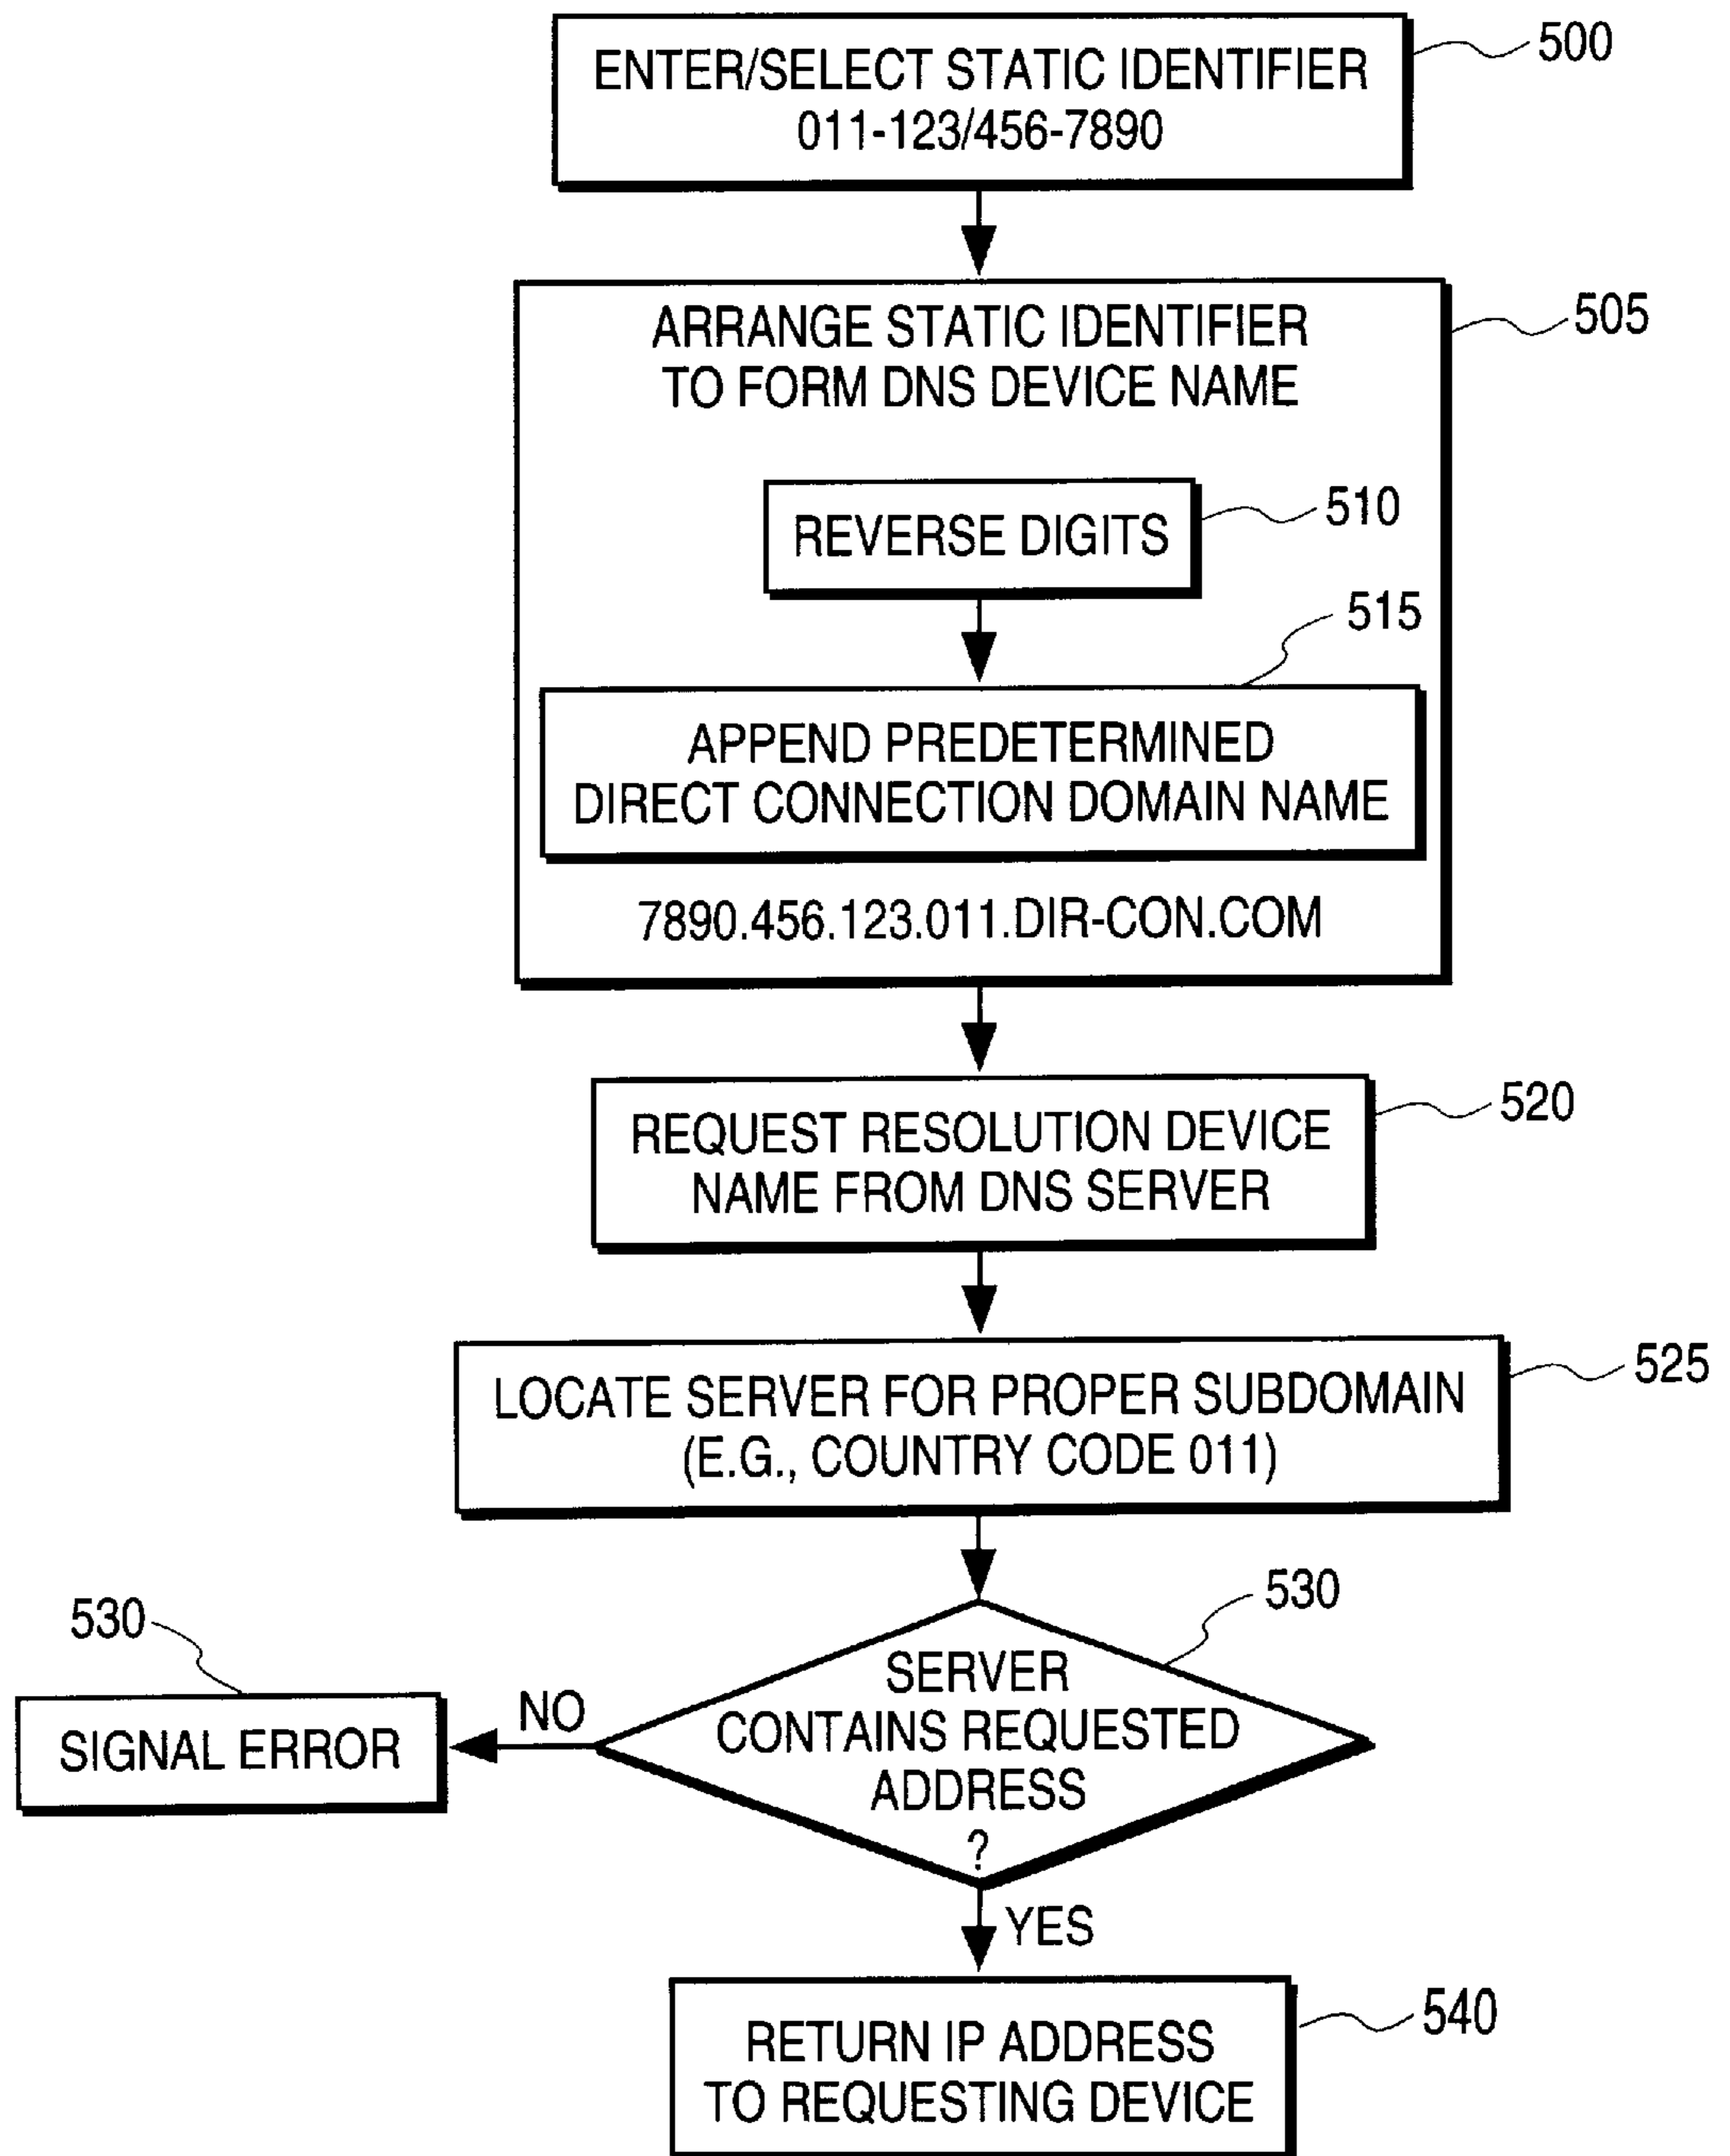 ENTER/SELECT STATIC IDENTIFIER
011-123/456-7890
500
ARRANGE STATIC IDENTIFIER
TO FORM DNS DEVICE NAME
505
REVERSE DIGITS
510
515
APPEND PREDETERMINED
DIRECT CONNECTION DOMAIN NAME
7890.456.123.011.DIR-CON.COM
REQUEST RESOLUTION DEVICE
NAME FROM DNS SERVER
520
LOCATE SERVER FOR PROPER SUBDOMAIN
(E.G., COUNTRY CODE 011)
525
530
SERVER
CONTAINS REQUESTED
ADDRESS
?
NO
530
SIGNAL ERROR
YES
RETURN IP ADDRESS
TO REQUESTING DEVICE
540